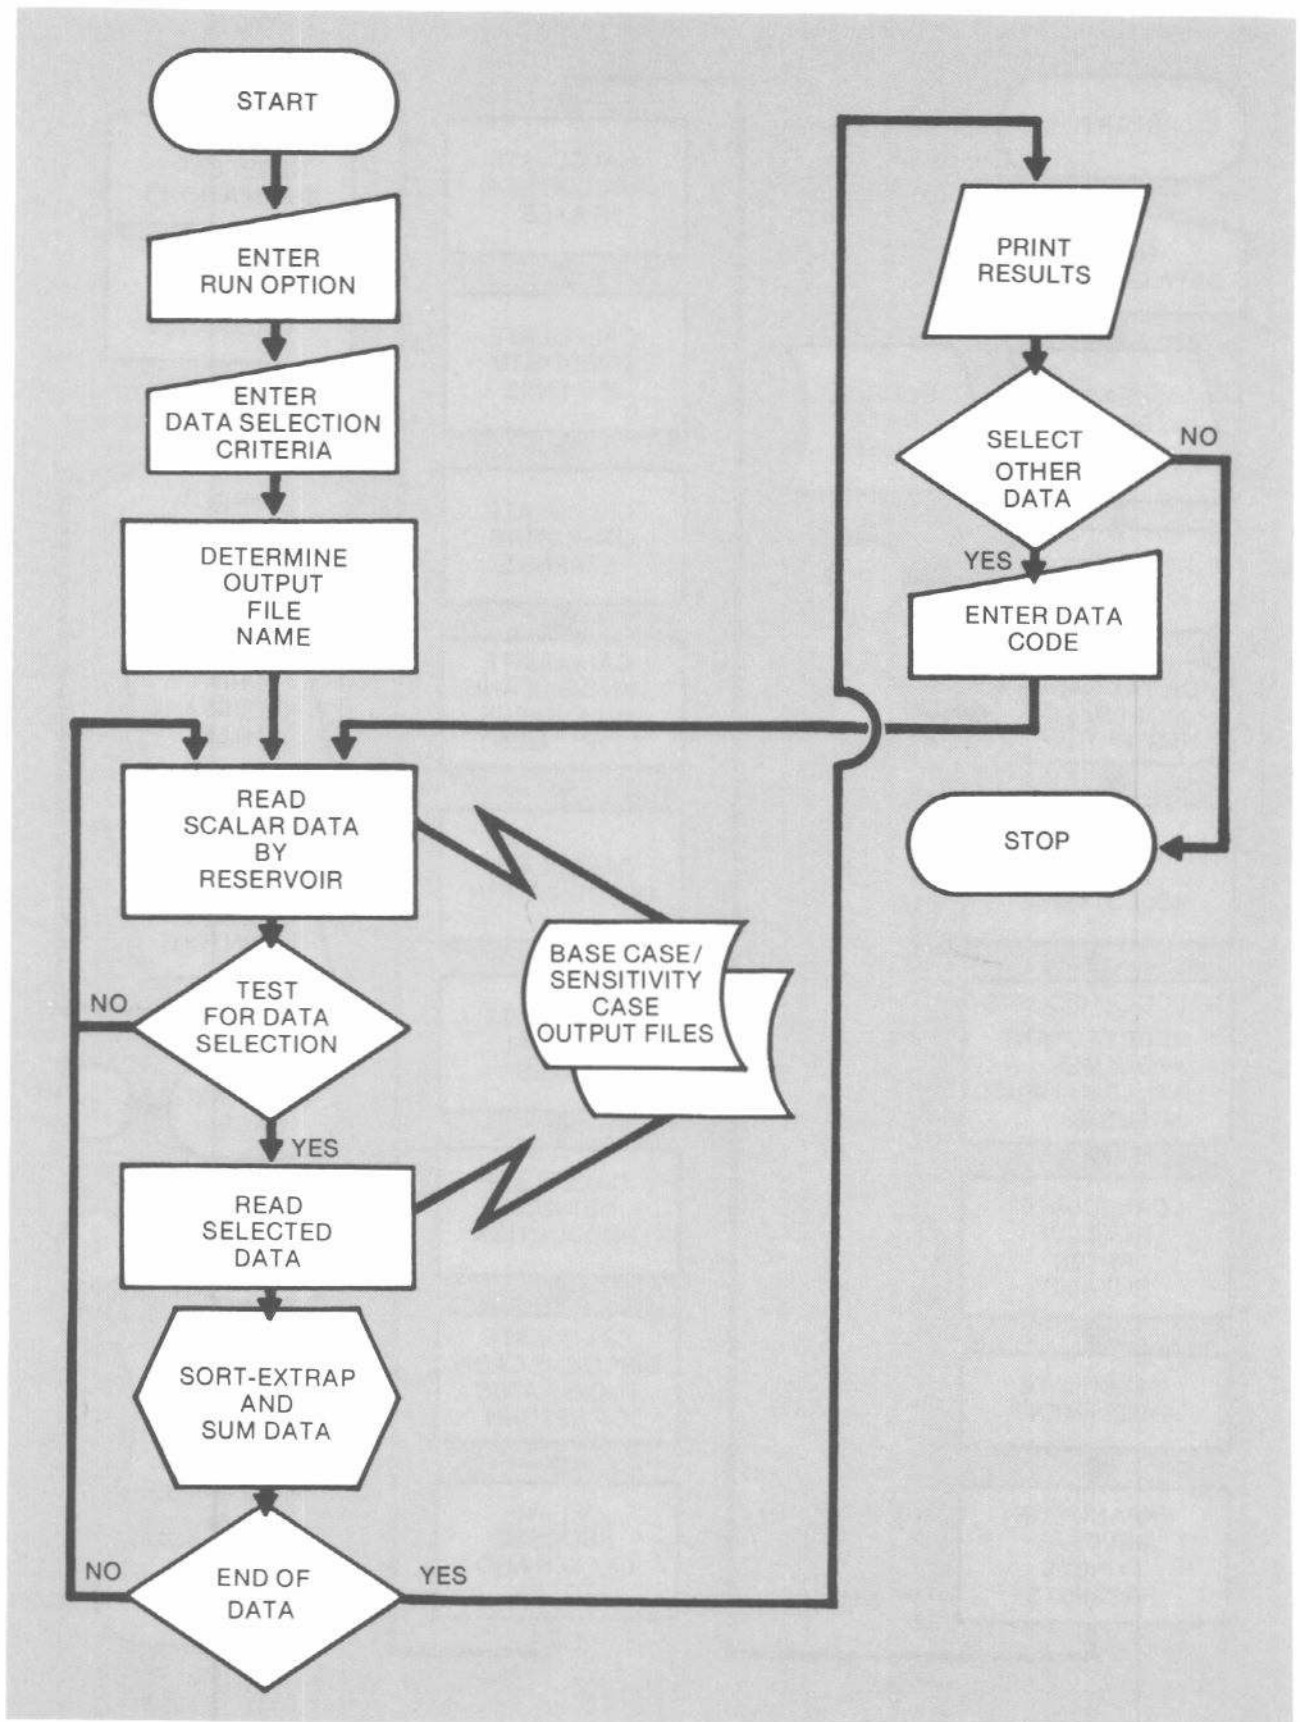 START
ENTER
RUN OPTION
ENTER
DATA SELECTION
CRITERIA
DETERMINE
OUTPUT
FILE
NAME
READ
SCALAR DATA
BY
RESERVOIR
NO
TEST
FOR DATA
SELECTION
YES
BASE CASE/
SENSITIVITY
CASE
OUTPUT FILES
READ
SELECTED
DATA
SORT-EXTRAP
AND
SUM DATA
NO
END OF
DATA
YES
PRINT
RESULTS
SELECT
OTHER
DATA
NO
YES
ENTER DATA
CODE
STOP